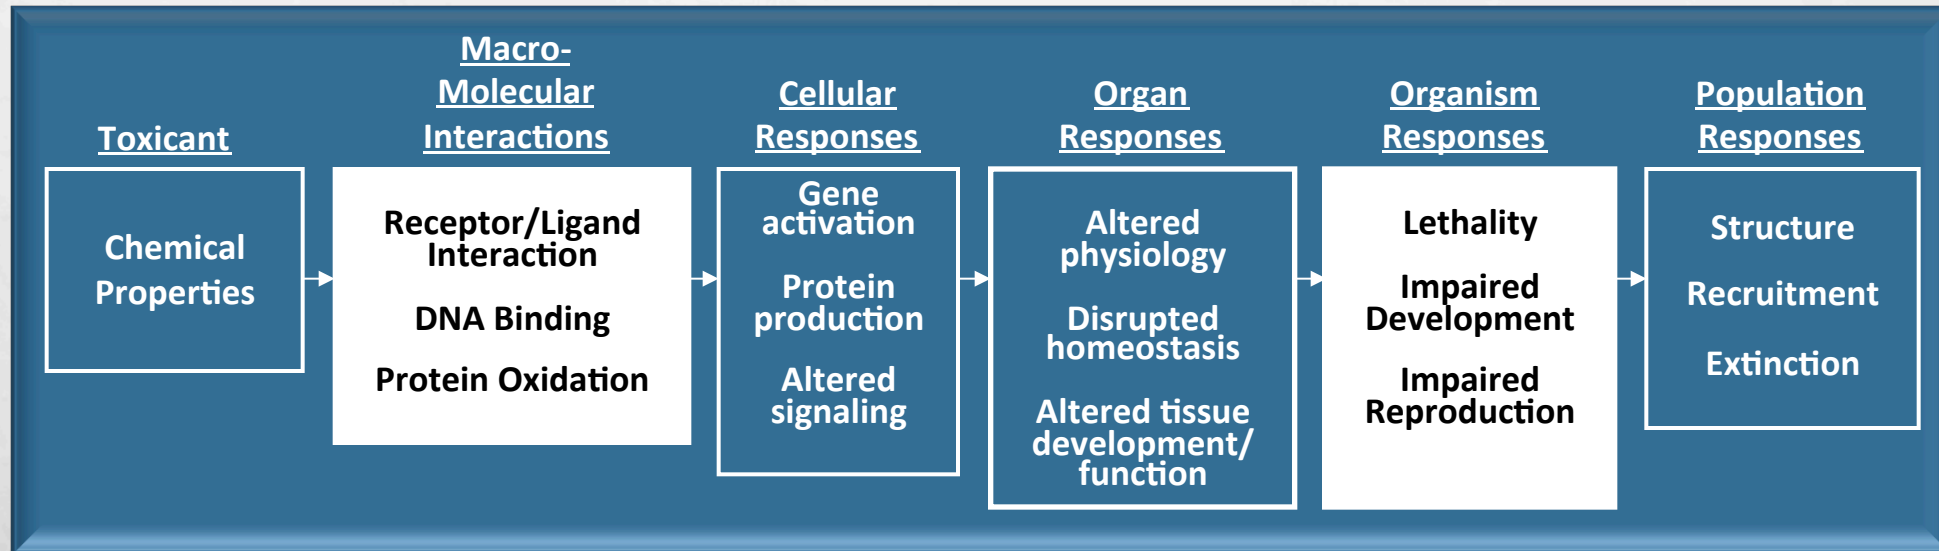 Toxicant
Chemical
Properties
Macro-
Molecular
Interactions
Receptor/Ligand
Interaction
DNA Binding
Protein Oxidation
Cellular
Responses
Gene
activation
Protein
production
Altered
signaling
Organ
Responses
Altered
physiology
Disrupted
homeostasis
Altered tissue
development/
function
Organism
Responses
Lethality
Impaired
Development
Impaired
Reproduction
Population
Responses
Structure
Recruitment
Extinction